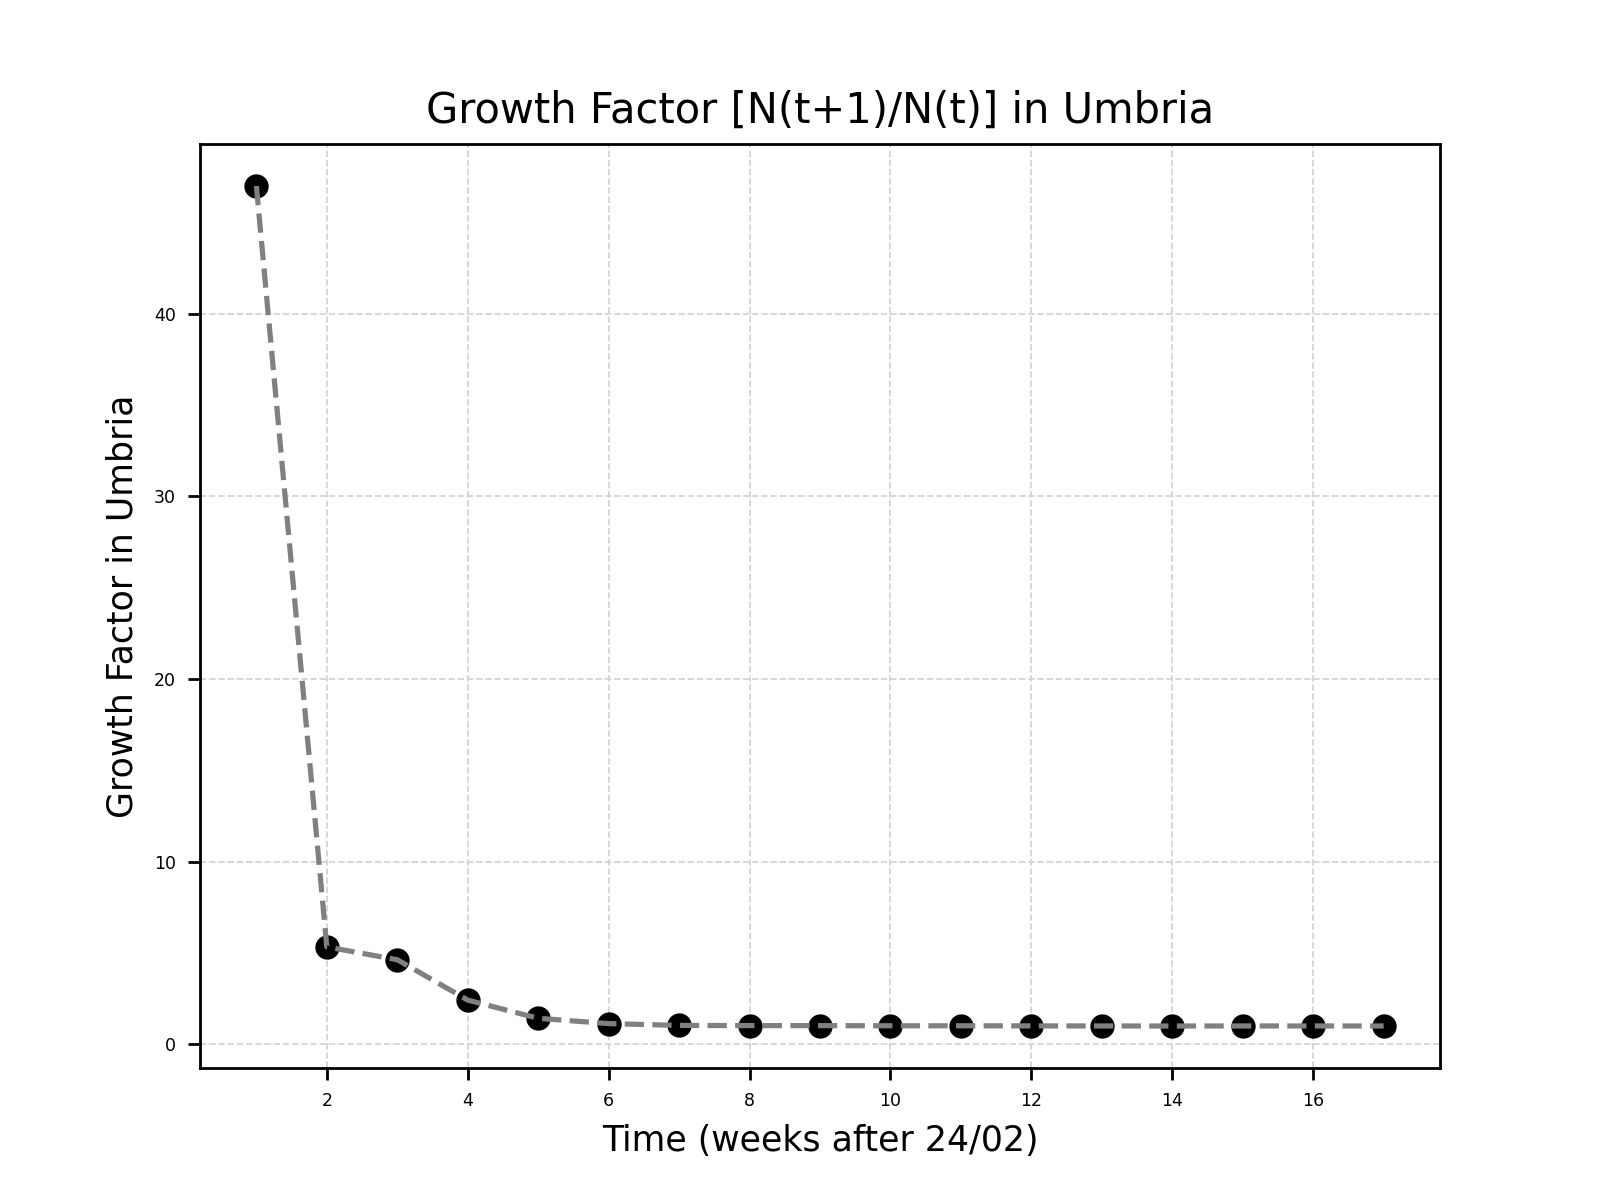 Growth Factor [N(t+1)/N(t)] in Umbria
Growth Factor in Umbria
40
30
20
10
0
2 4 6 8 10 12 14 16
Time (weeks after 24/02)